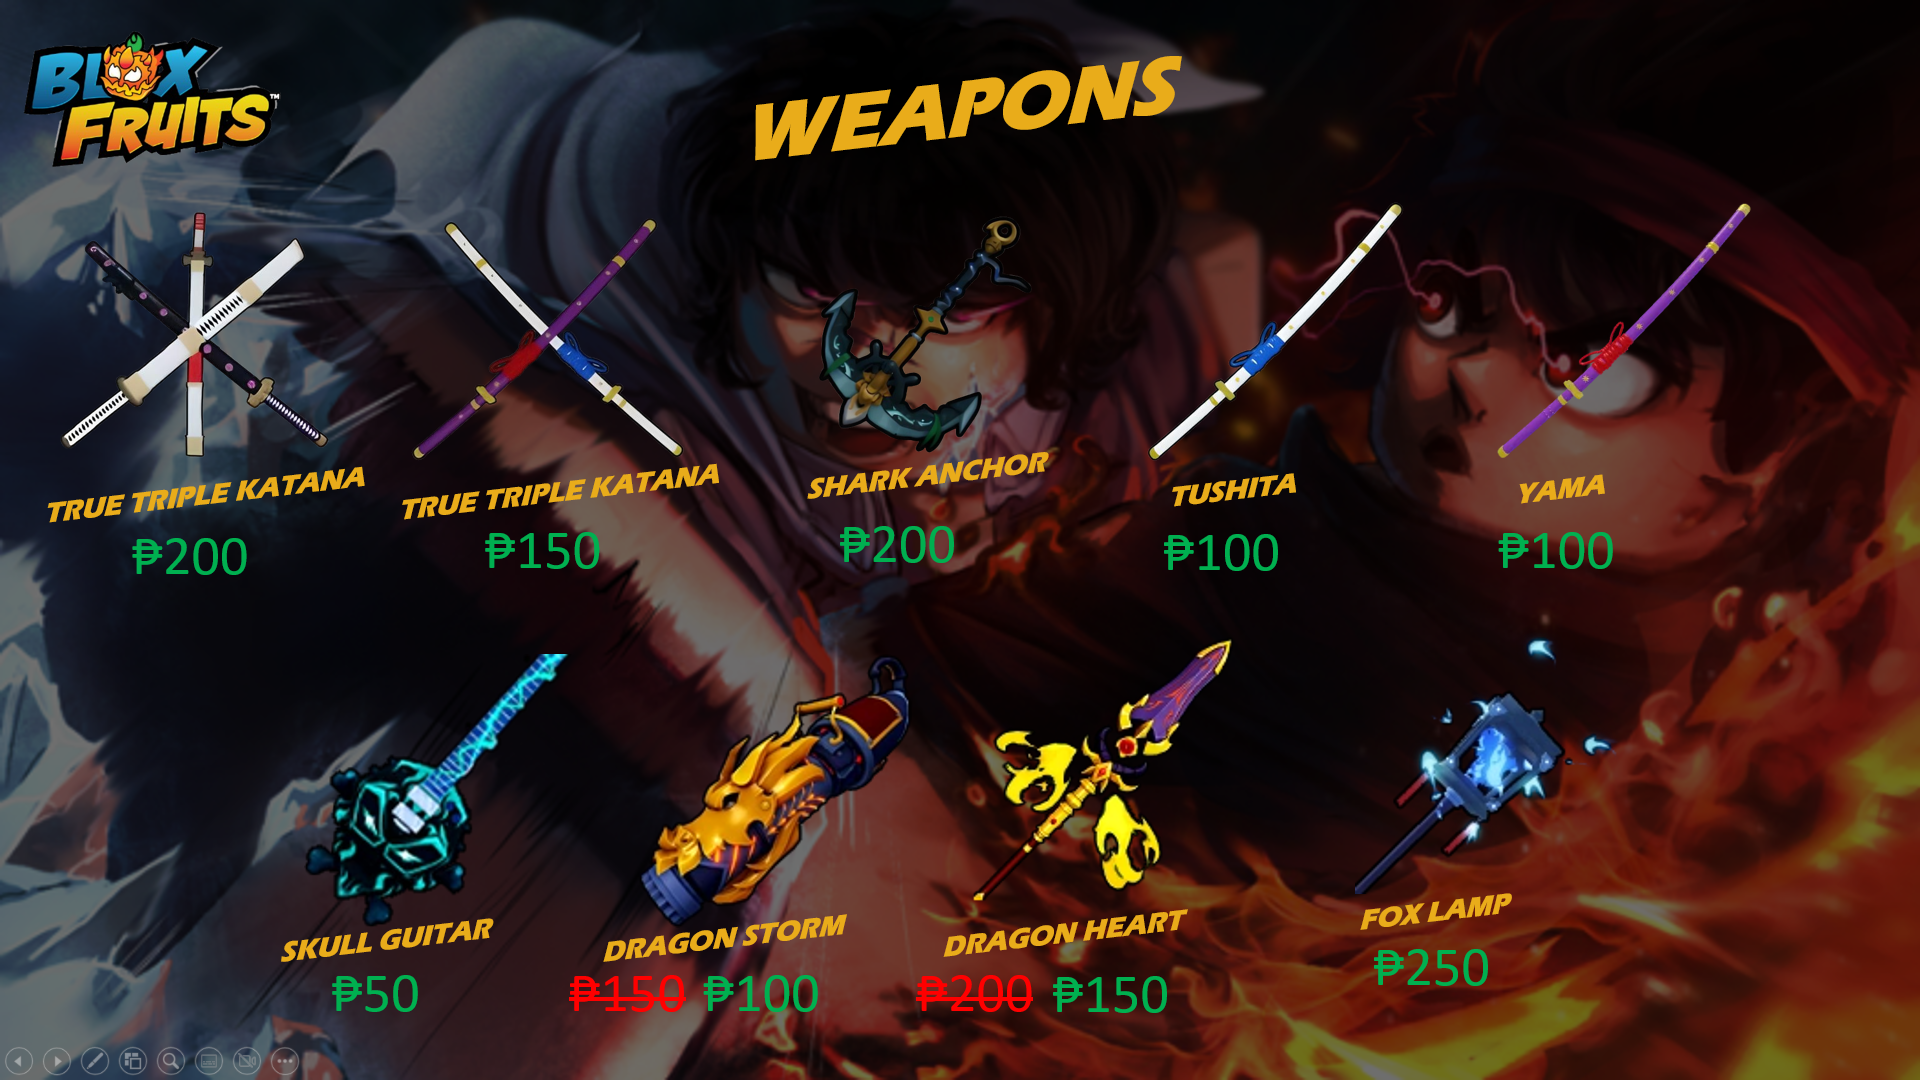 BLOX
FRUITS™
WEAPONS
TRUE TRIPLE KATANA
₱200
TRUE TRIPLE KATANA
₱150
SHARK ANCHOR
₱200
TUSHITA
₱100
YAMA
₱100
SKULL GUITAR
₱50
DRAGON STORM
₱150 ₱100
DRAGON HEART
₱200 ₱150
FOX LAMP
₱250